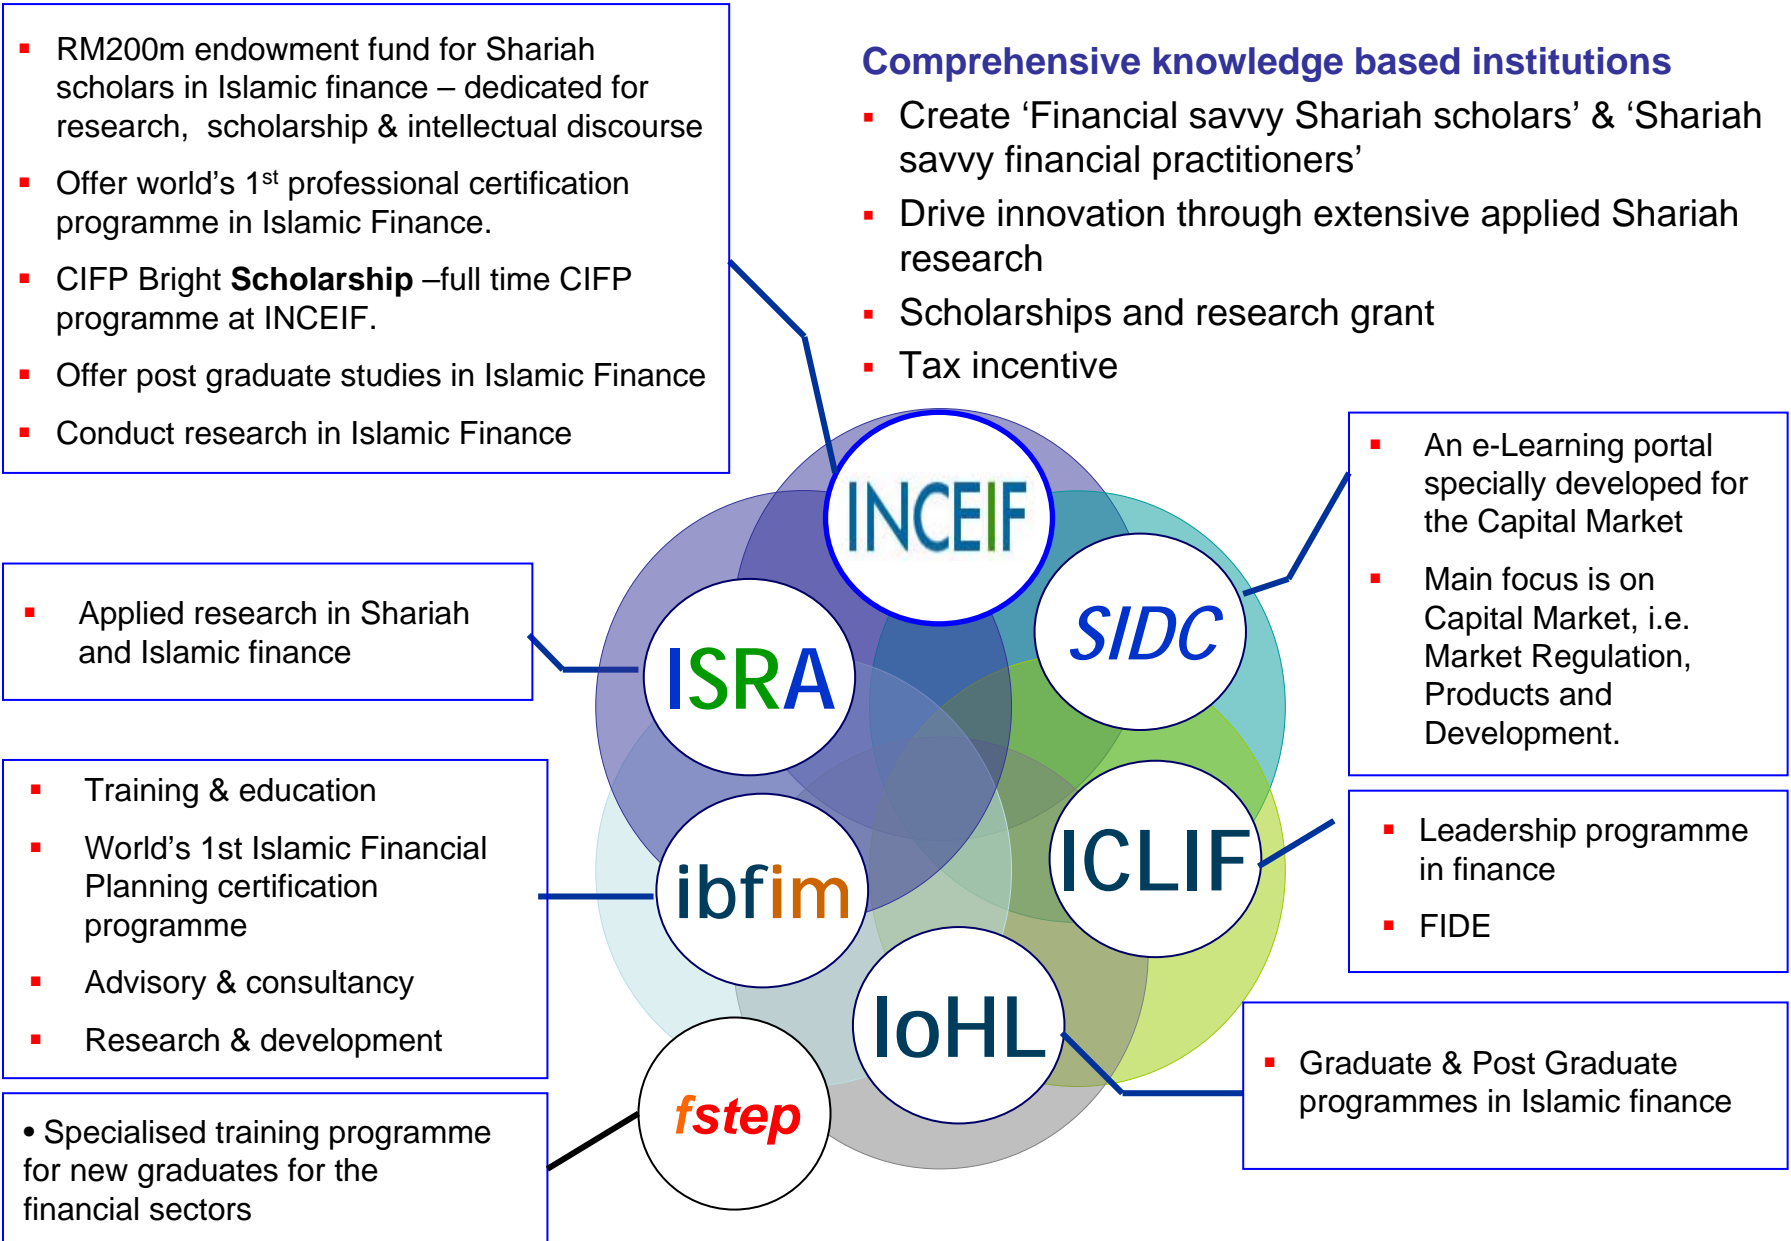 ▪ RM200m endowment fund for Shariah
scholars in Islamic finance – dedicated for
research, scholarship & intellectual discourse
▪ Offer world's 1st professional certification
programme in Islamic Finance.
▪ CIFP Bright Scholarship –full time CIFP
programme at INCEIF.
▪ Offer post graduate studies in Islamic Finance
▪ Conduct research in Islamic Finance
Comprehensive knowledge based institutions
▪ Create ‘Financial savvy Shariah scholars’ & ‘Shariah
savvy financial practitioners’
▪ Drive innovation through extensive applied Shariah
research
▪ Scholarships and research grant
▪ Tax incentive
INCEIF
▪ An e-Learning portal
specially developed for
the Capital Market
▪ Main focus is on
Capital Market, i.e.
Market Regulation,
Products and
Development.
SIDC
▪ Applied research in Shariah
and Islamic finance
ISRA
▪ Training & education
▪ World's 1st Islamic Financial
Planning certification
programme
▪ Advisory & consultancy
▪ Research & development
ibfim
ICLIF
▪ Leadership programme
in finance
▪ FIDE
IoHL
▪ Graduate & Post Graduate
programmes in Islamic finance
fstep
• Specialised training programme
for new graduates for the
financial sectors